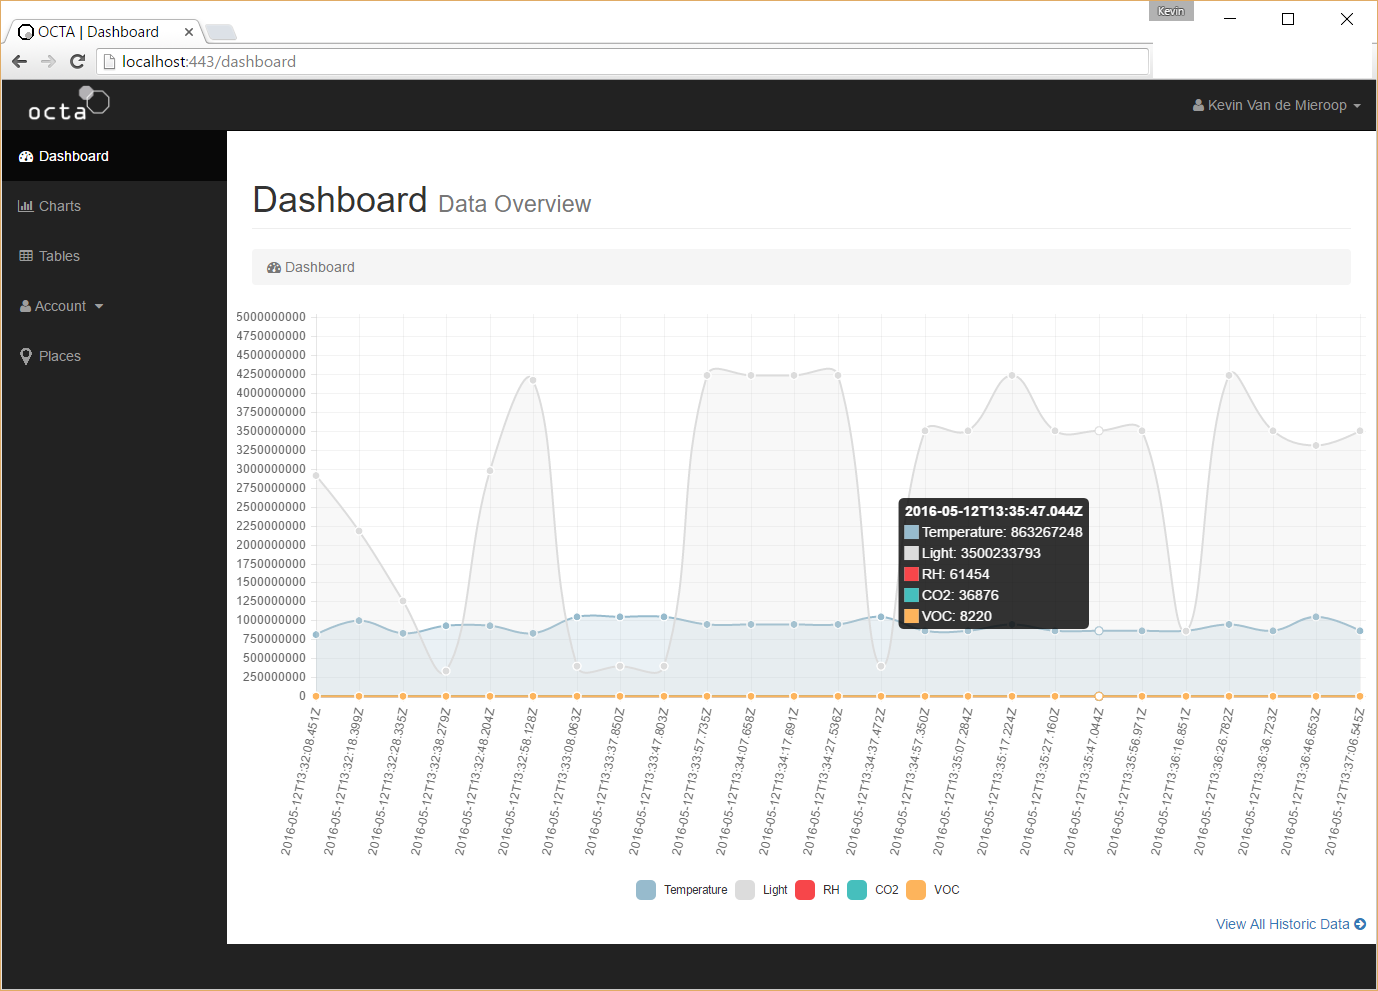 Kevin
OCTA | Dashboard
localhost:443/dashboard
octa
Kevin Van de Mieroop
Dashboard
Charts
Tables
Account
Places
Dashboard Data Overview
Dashboard
5000000000
4750000000
4500000000
4250000000
4000000000
3750000000
3500000000
3250000000
3000000000
2750000000
2500000000
2250000000
2000000000
1750000000
1500000000
1250000000
1000000000
750000000
500000000
250000000
0
2016-05-12T13:35:47.044Z
Temperature: 863267248
Light: 3500233793
RH: 61454
CO2: 36876
VOC: 8220
2016-05-12T13:32:08.451Z
2016-05-12T13:32:18.399Z
2016-05-12T13:32:28.335Z
2016-05-12T13:32:38.279Z
2016-05-12T13:32:48.204Z
2016-05-12T13:32:58.128Z
2016-05-12T13:33:08.063Z
2016-05-12T13:33:37.850Z
2016-05-12T13:33:47.803Z
2016-05-12T13:33:57.735Z
2016-05-12T13:34:07.658Z
2016-05-12T13:34:17.691Z
2016-05-12T13:34:27.536Z
2016-05-12T13:34:37.472Z
2016-05-12T13:34:57.350Z
2016-05-12T13:35:07.284Z
2016-05-12T13:35:17.224Z
2016-05-12T13:35:27.160Z
2016-05-12T13:35:47.044Z
2016-05-12T13:35:56.971Z
2016-05-12T13:36:16.851Z
2016-05-12T13:36:26.782Z
2016-05-12T13:36:36.723Z
2016-05-12T13:36:46.653Z
2016-05-12T13:37:06.545Z
Temperature Light RH CO2 VOC
View All Historic Data